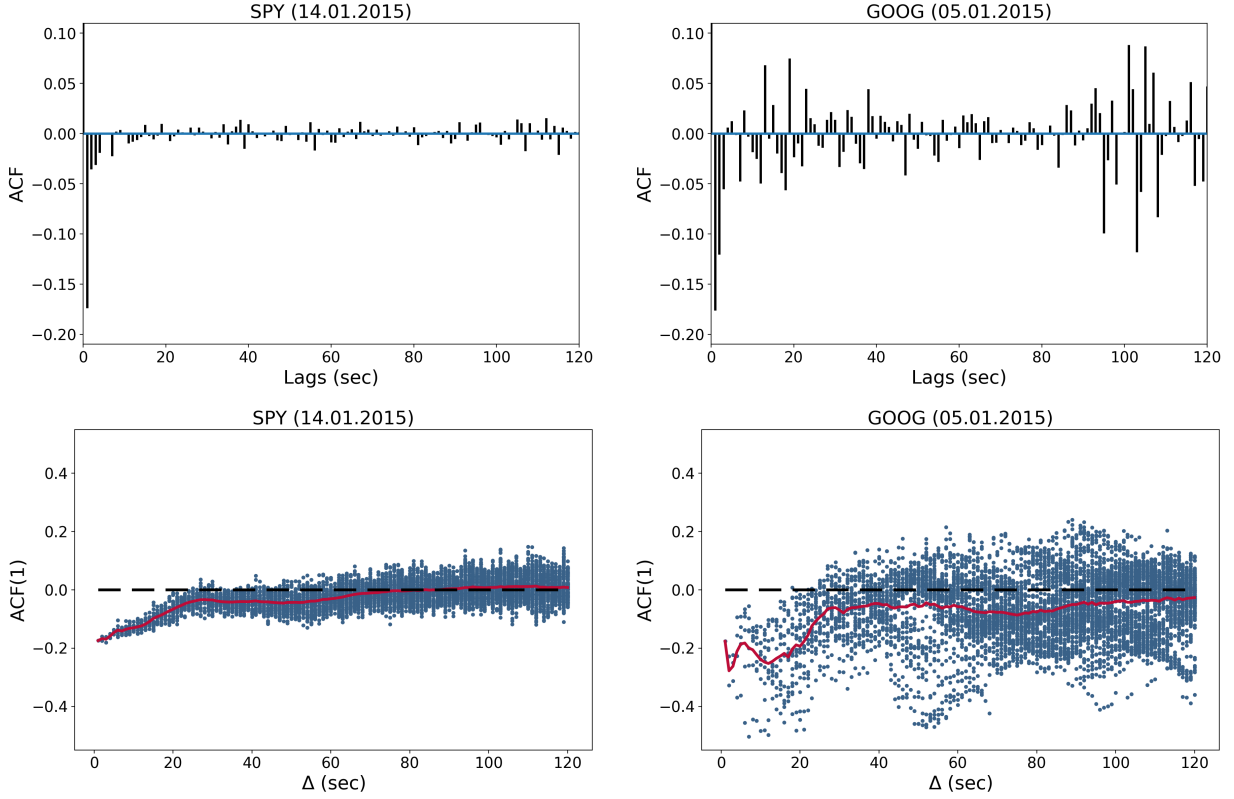 SPY (14.01.2015)
GOOG (05.01.2015)
0.10
0.05
0.00
−0.05
−0.10
−0.15
−0.20
ACF
0 20 40 60 80 100 120
Lags (sec)
0.10
0.05
0.00
−0.05
−0.10
−0.15
−0.20
ACF
0 20 40 60 80 100 120
Lags (sec)
SPY (14.01.2015)
GOOG (05.01.2015)
0.4
0.2
0.0
−0.2
−0.4
ACF(1)
0 20 40 60 80 100 120
Δ (sec)
0.4
0.2
0.0
−0.2
−0.4
ACF(1)
0 20 40 60 80 100 120
Δ (sec)